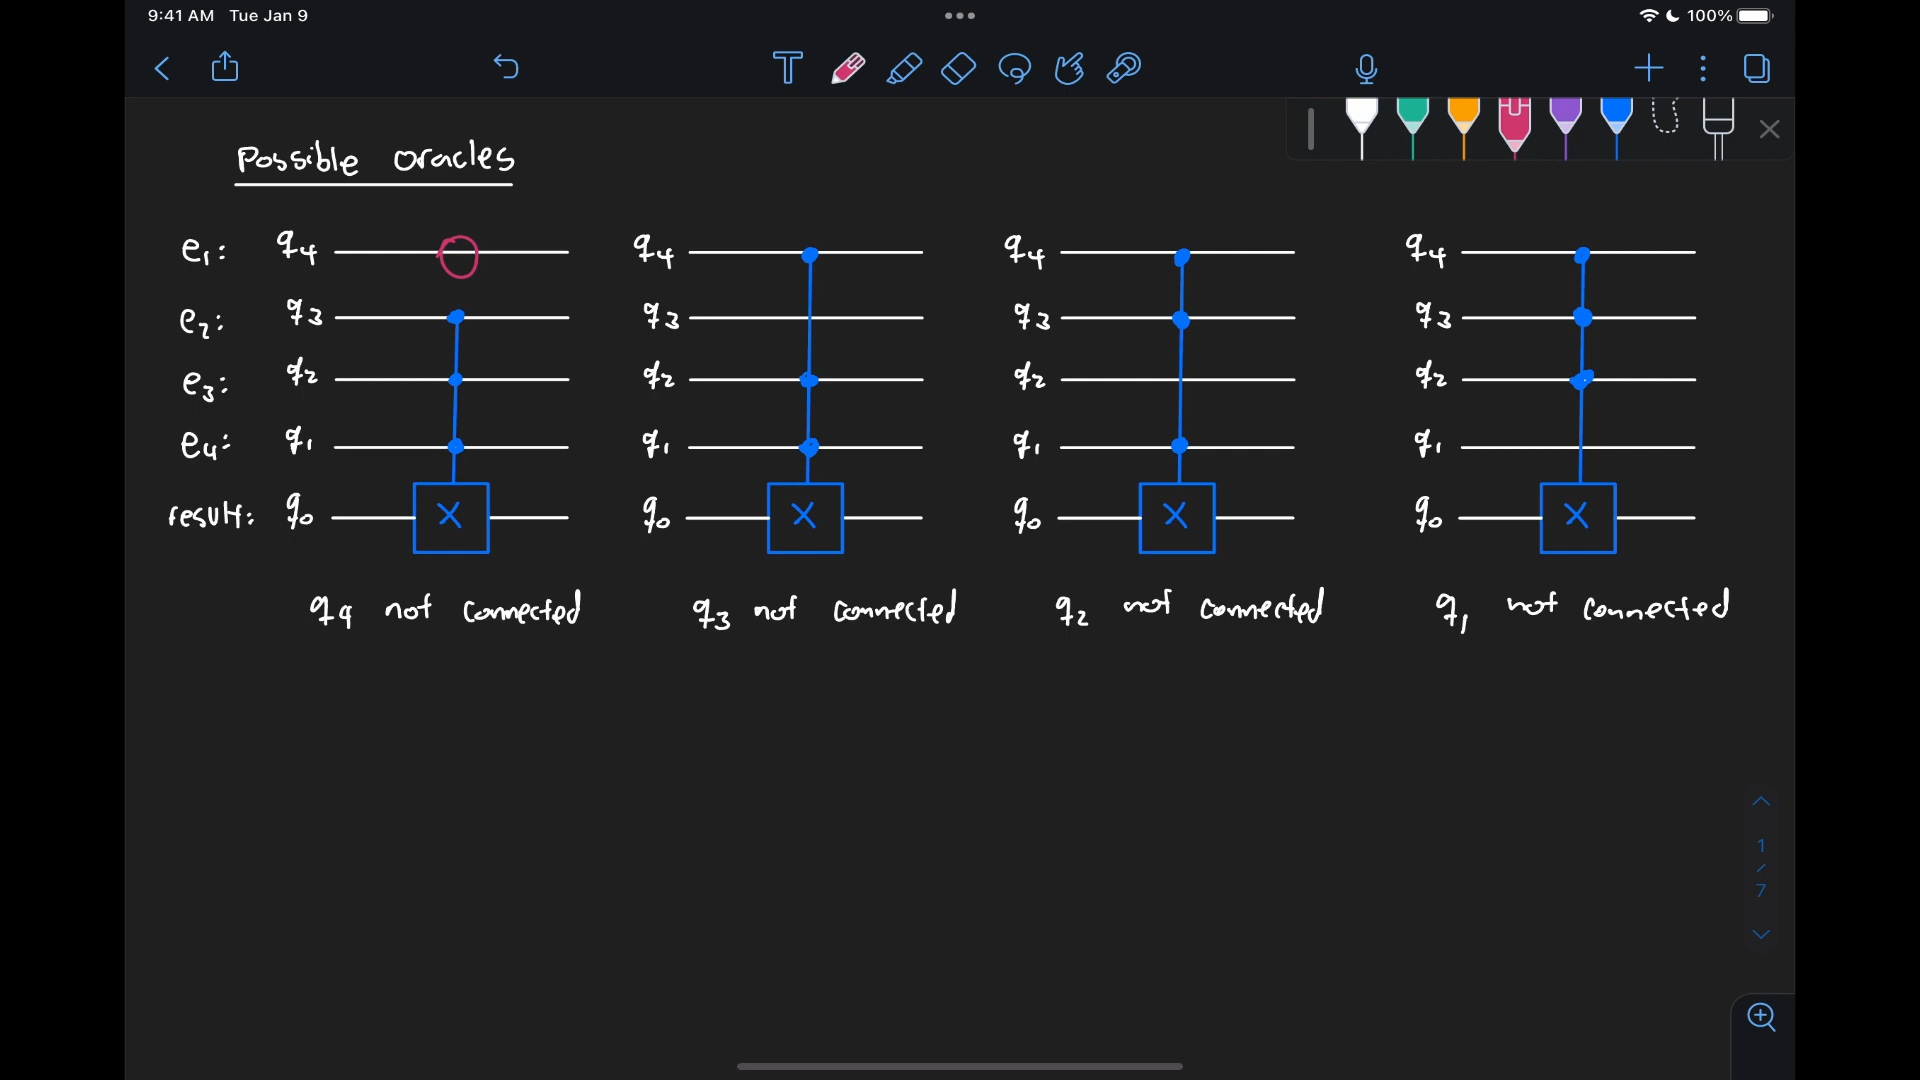 9:41 AM Tue Jan 9
100%
Possible oracles
e₁: q₄ q₄ q₄ q₄
e₂: q₃ q₃ q₃ q₃
e₃: q₂ q₂ q₂ q₂
e₄: q₁ q₁ q₁ q₁
result: q₀ X q₀ X q₀ X q₀ X
q₄ not connected q₃ not connected q₂ not connected q₁ not connected
1
/
7